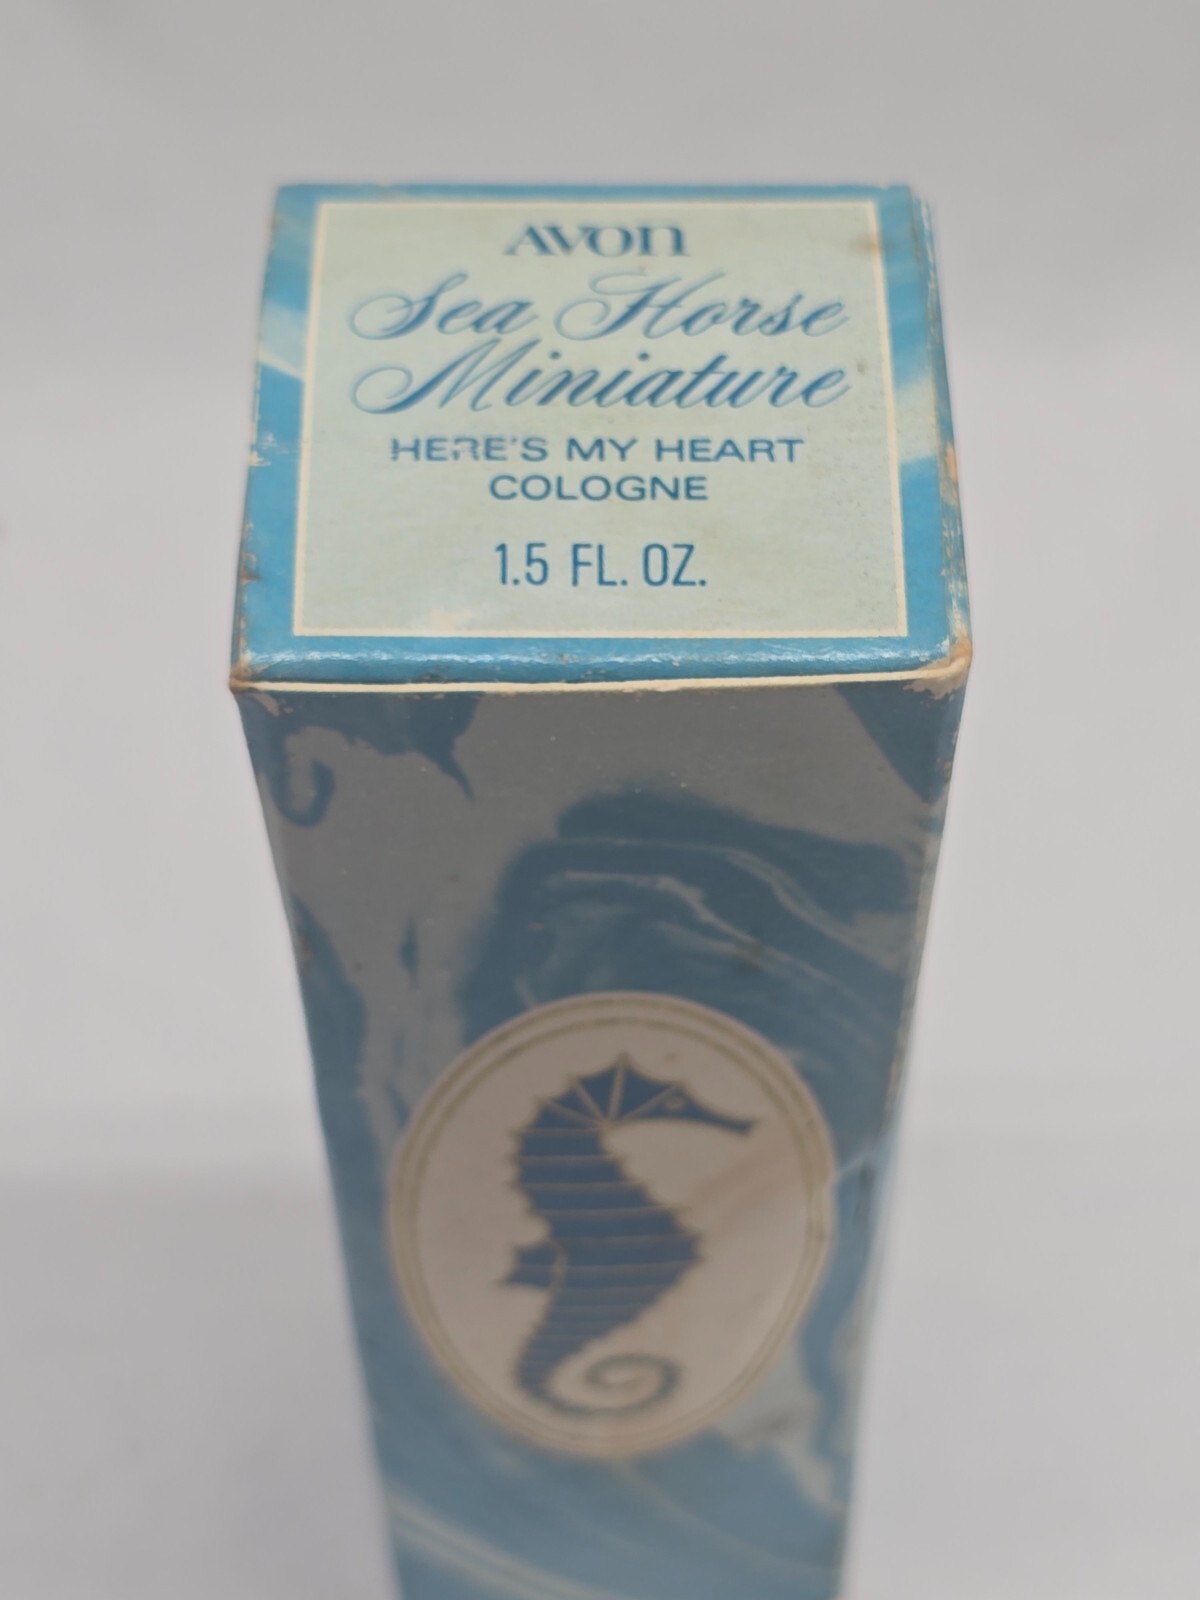 AVON
Sea Horse
Miniature
HERE'S MY HEART
COLOGNE
1.5 FL. OZ.